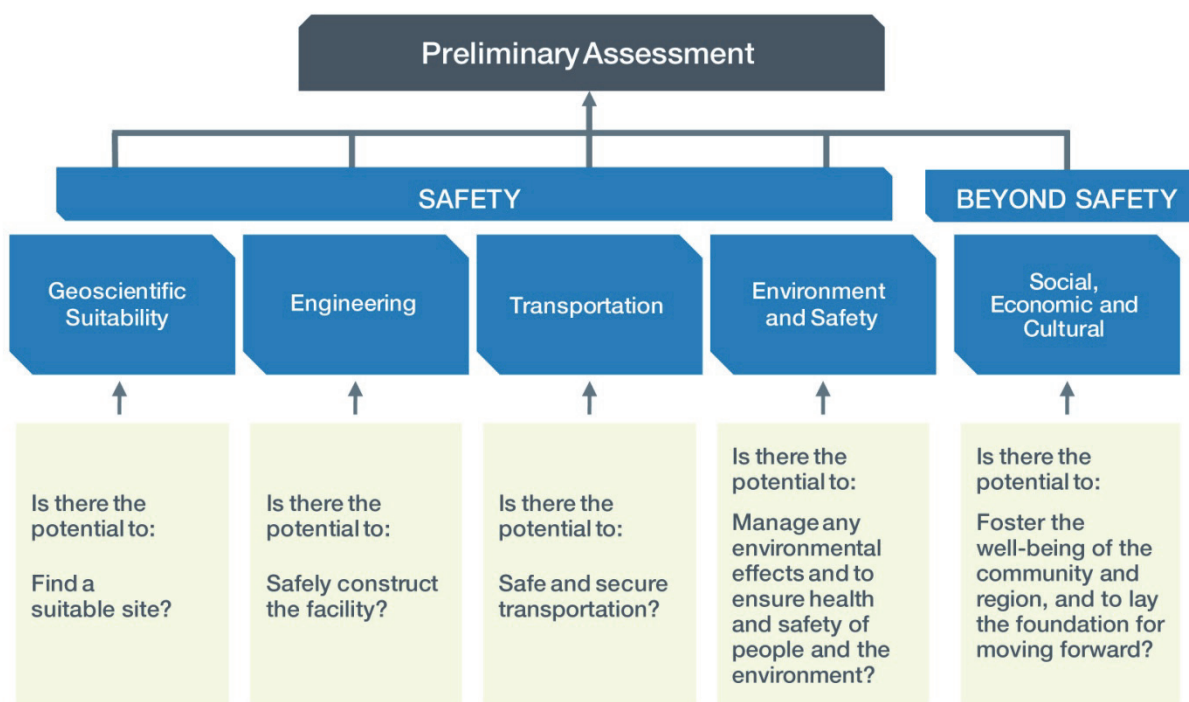 Preliminary Assessment
SAFETY
BEYOND SAFETY
Geoscientific
Suitability
Engineering
Transportation
Environment
and Safety
Social,
Economic and
Cultural
Is there the
potential to:
Find a
suitable site?
Is there the
potential to:
Safely construct
the facility?
Is there the
potential to:
Safe and secure
transportation?
Is there the
potential to:
Manage any
environmental
effects and to
ensure health
and safety of
people and the
environment?
Is there the
potential to:
Foster the
well-being of the
community and
region, and to lay
the foundation for
moving forward?